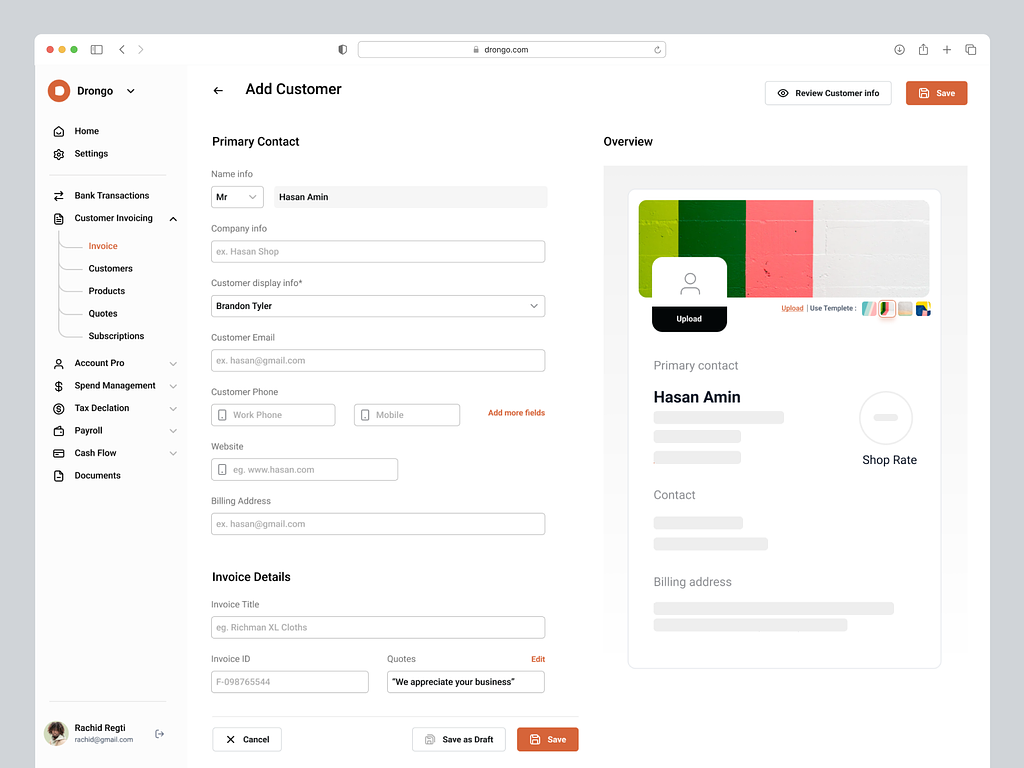 drongo.com
Drongo
Home
Settings
Bank Transactions
Customer Invoicing
Invoice
Customers
Products
Quotes
Subscriptions
Account Pro
Spend Management
Tax Declation
Payroll
Cash Flow
Documents
Rachid Regti
rachid@gmail.com
Add Customer
Review Customer info
Save
Primary Contact
Name info
Mr
Hasan Amin
Company info
ex. Hasan Shop
Customer display info*
Brandon Tyler
Customer Email
ex. hasan@gmail.com
Customer Phone
Work Phone
Mobile
Add more fields
Website
eg. www.hasan.com
Billing Address
ex. hasan@gmail.com
Invoice Details
Invoice Title
eg. Richman XL Cloths
Invoice ID
F-098765544
Quotes
Edit
“We appreciate your business”
Cancel
Save as Draft
Save
Overview
Upload
Upload | Use Templete :
Primary contact
Hasan Amin
Shop Rate
Contact
Billing address